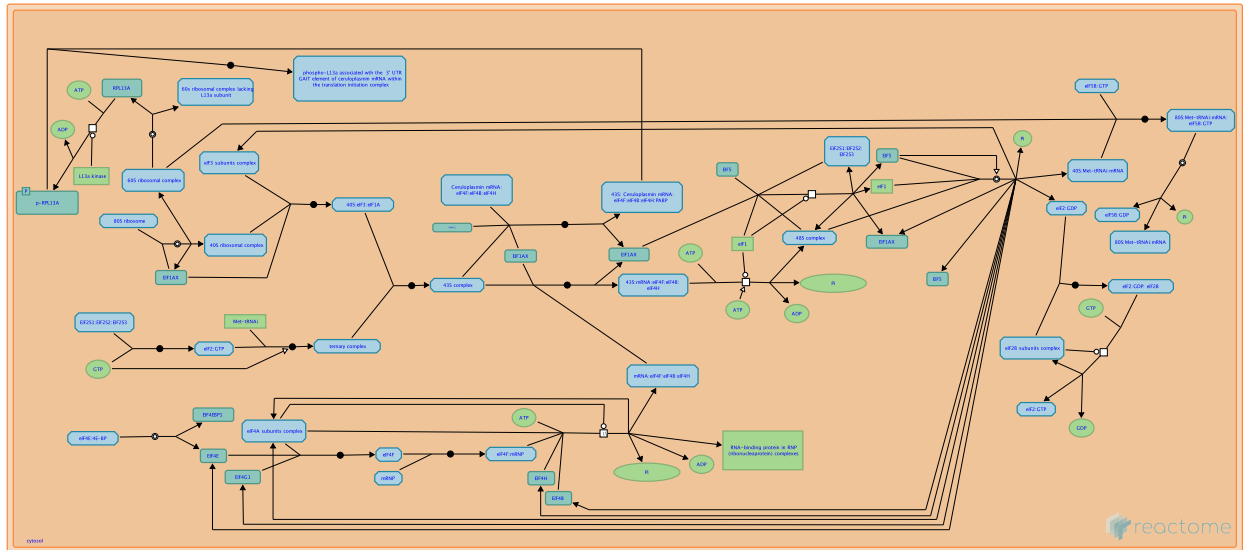 phospho-L13a associated wth the 3' UTR
GAIT element of ceruloplasmin mRNA within
the translation initiation complex
ATP
RPL13A
60s ribosomal complex lacking
L13a subunit
ADP
L13a kinase
P
p-RPL13A
60S ribosomal complex
eIF3 subunits complex
80S ribosome
40S ribosomal complex
EIF1AX
40S:eIF3:eIF1A
Ceruloplasmin mRNA:
eIF4F:eIF4B:eIF4H
43S: Ceruloplasmin mRNA:
eIF4F:eIF4B:eIF4H:PABP
EIF1AX
EIF1AX
43S complex
43S:mRNA:eIF4F:eIF4B:
eIF4H
EIF2S1:EIF2S2:
EIF2S3
EIF5
EIF5
eIF1
eIF1
48S complex
EIF1AX
ATP
ATP
ADP
Pi
EIF5
Pi
eIF5B:GTP
80S:Met-tRNAi:mRNA:
eIF5B:GTP
40S:Met-tRNAi:mRNA
eIF2:GDP
eIF5B:GDP
Pi
80S:Met-tRNAi:mRNA
eIF2:GDP: eIF2B
GTP
eIF2B subunits complex
eIF2:GTP
GDP
EIF2S1:EIF2S2:EIF2S3
Met-tRNAi
eIF2:GTP
ternary complex
GTP
mRNA:eIF4F:eIF4B:eIF4H
EIF4EBP1
eIF4E:4E-BP
eIF4A subunits complex
ATP
EIF4E
eIF4F
eIF4F:mRNP
EIF4G1
mRNP
EIF4H
EIF4B
RNA-binding protein in RNP
(ribonucleoprotein) complexes
ADP
Pi
cytosol
reactome